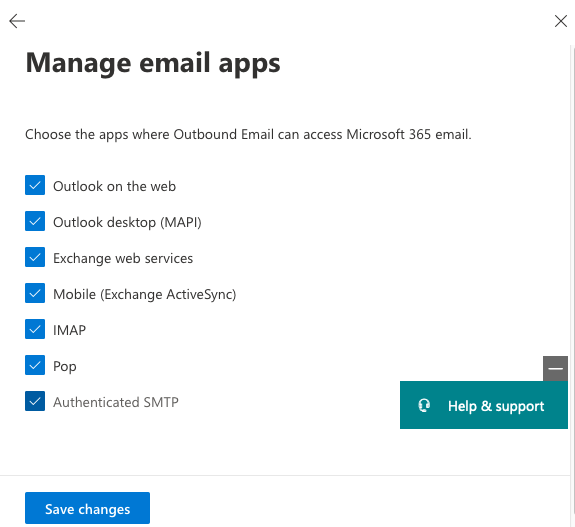 Manage email apps
Choose the apps where Outbound Email can access Microsoft 365 email.
Outlook on the web
Outlook desktop (MAPI)
Exchange web services
Mobile (Exchange ActiveSync)
IMAP
Pop
Authenticated SMTP
Help & support
Save changes